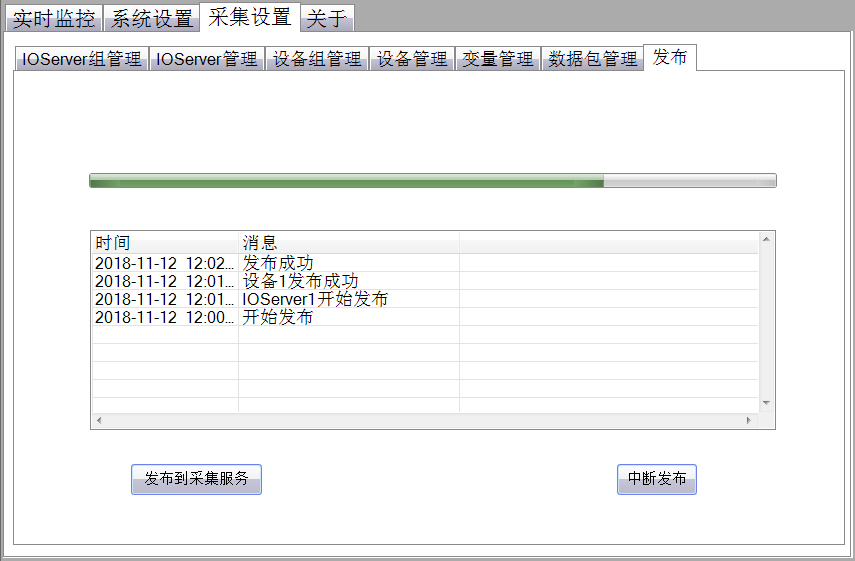 实时监控 系统设置 采集设置 关于
IOServer组管理 IOServer管理 设备组管理 设备管理 变量管理 数据包管理 发布
时间 消息
2018-11-12 12:02... 发布成功
2018-11-12 12:01... 设备1发布成功
2018-11-12 12:01... IOServer1开始发布
2018-11-12 12:00... 开始发布
发布到采集服务 中断发布